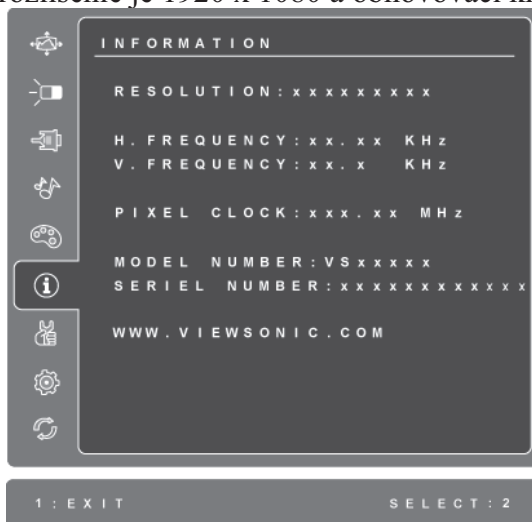 INFORMATION
RESOLUTION:xxxxxxxxx
H. FREQUENCY:xx.xx KHz
V. FREQUENCY:xx.x KHz
PIXEL CLOCK:xxx.xx MHz
MODEL NUMBER:VSxxxxx
SERIEL NUMBER:xxxxxxxxxxxx
WWW.VIEWSONIC.COM
1:EXIT SELECT:2